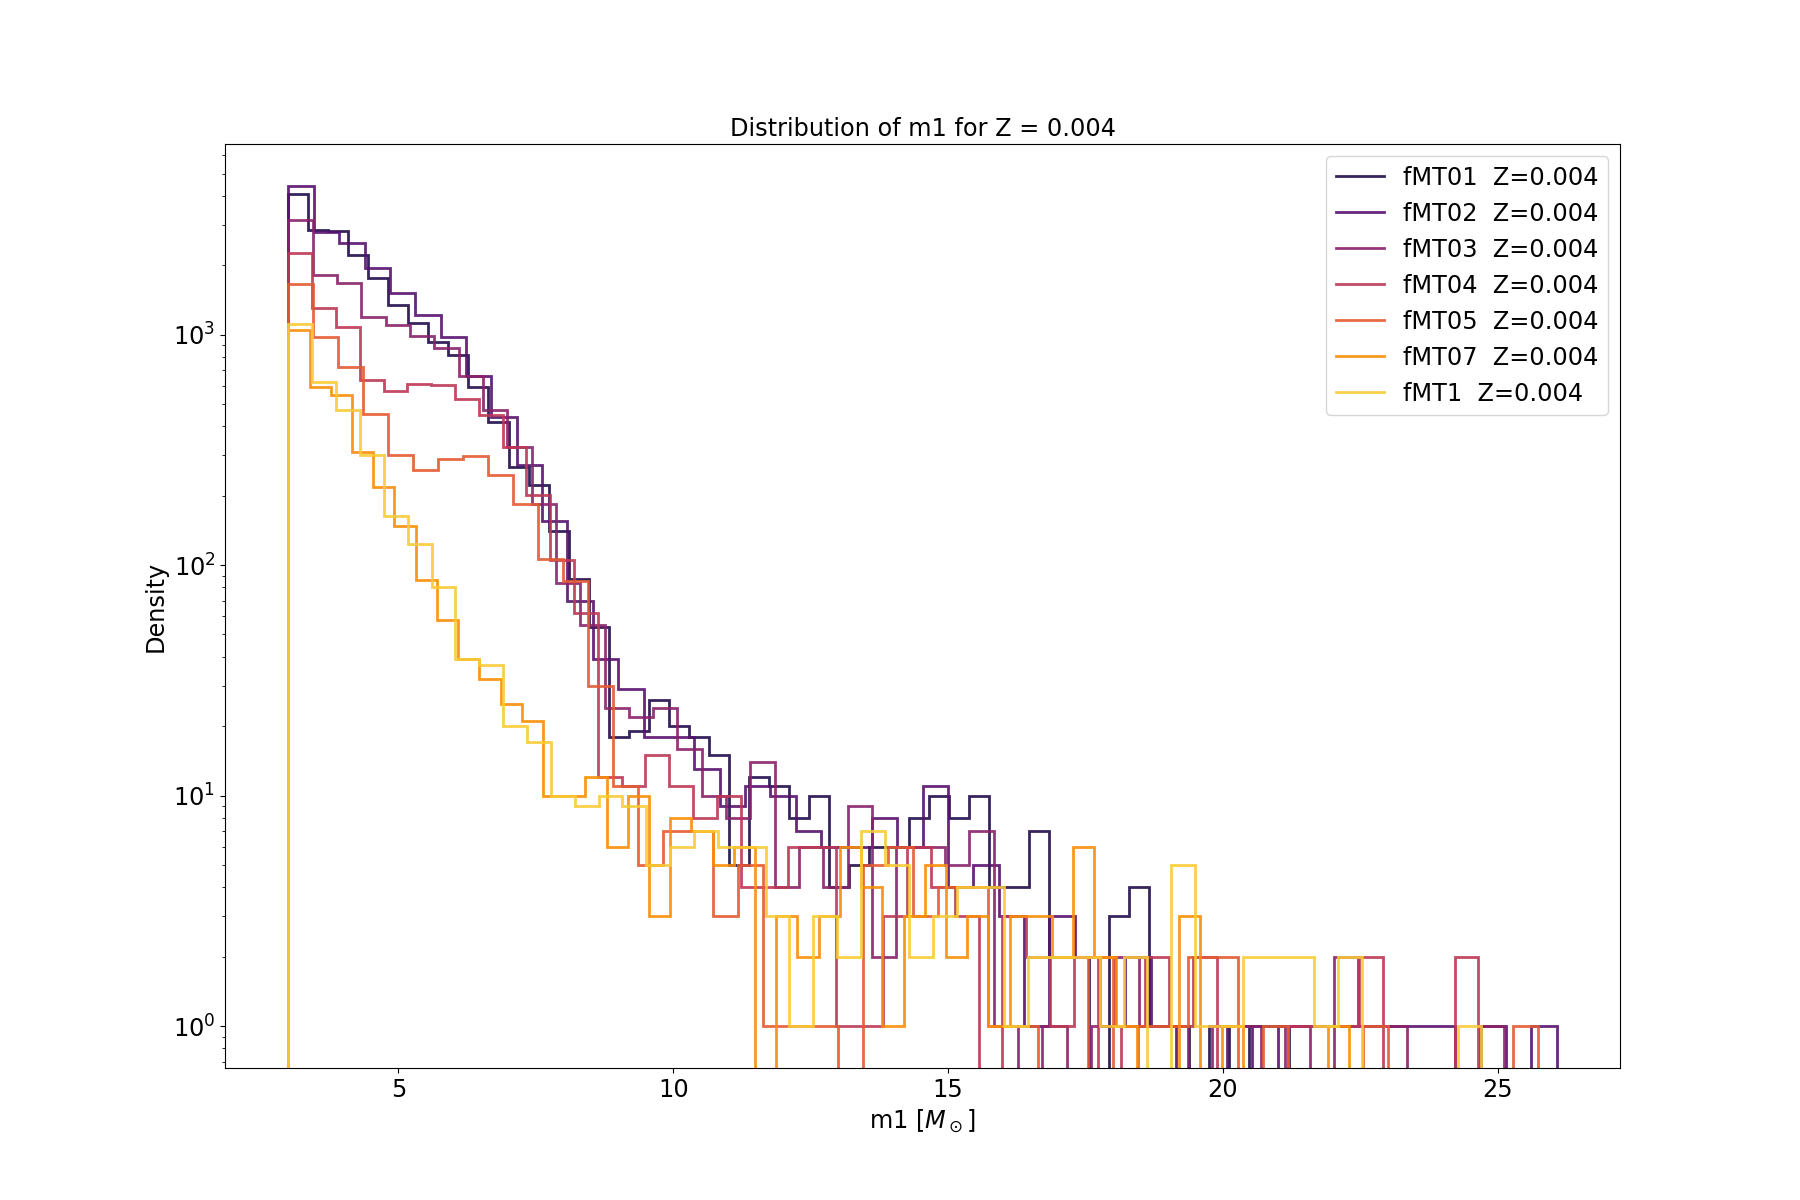 Distribution of m1 for Z = 0.004
fMT01 Z=0.004
fMT02 Z=0.004
fMT03 Z=0.004
fMT04 Z=0.004
fMT05 Z=0.004
fMT07 Z=0.004
fMT1 Z=0.004
Density
10³
10²
10¹
10⁰
5 10 15 20 25
m1 [M⊙]